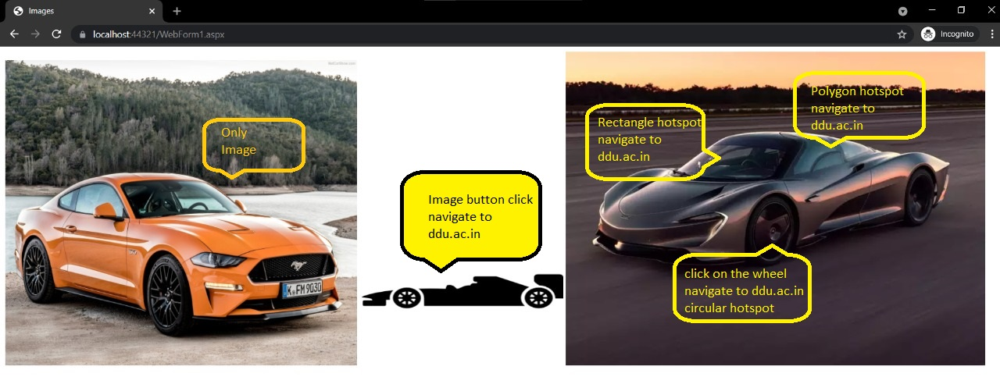 Images
localhost:44321/WebForm1.aspx
Incognito
Only
Image
K FM 9030
Image button click
navigate to
ddu.ac.in
Rectangle hotspot
navigate to
ddu.ac.in
Polygon hotspot
navigate to
ddu.ac.in
click on the wheel
navigate to ddu.ac.in
circular hotspot